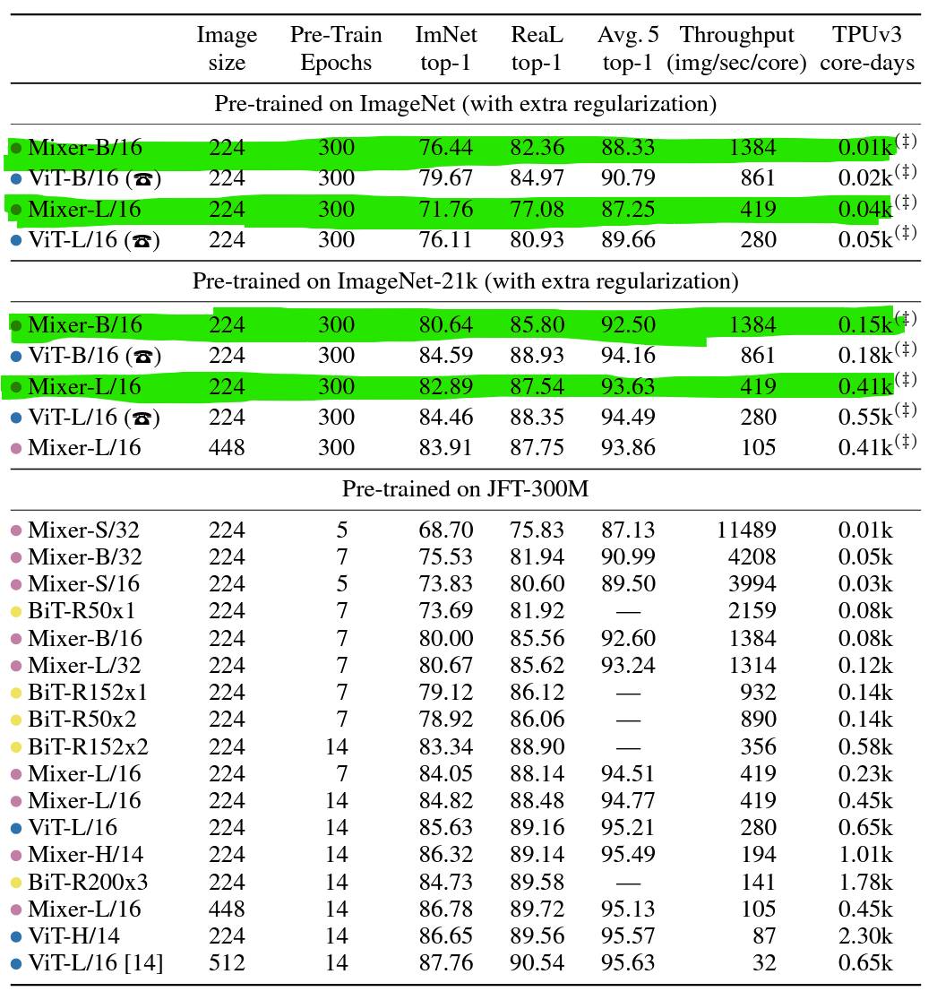 Image size Pre-Train Epochs ImNet top-1 ReaL top-1 Avg. 5 top-1 Throughput (img/sec/core) TPUv3 core-days
Pre-trained on ImageNet (with extra regularization)
Mixer-B/16 224 300 76.44 82.36 88.33 1384 0.01k(‡)
ViT-B/16 (☎) 224 300 79.67 84.97 90.79 861 0.02k(‡)
Mixer-L/16 224 300 71.76 77.08 87.25 419 0.04k(‡)
ViT-L/16 (☎) 224 300 76.11 80.93 89.66 280 0.05k(‡)
Pre-trained on ImageNet-21k (with extra regularization)
Mixer-B/16 224 300 80.64 85.80 92.50 1384 0.15k(‡)
ViT-B/16 (☎) 224 300 84.59 88.93 94.16 861 0.18k(‡)
Mixer-L/16 224 300 82.89 87.54 93.63 419 0.41k(‡)
ViT-L/16 (☎) 224 300 84.46 88.35 94.49 280 0.55k(‡)
Mixer-L/16 448 300 83.91 87.75 93.86 105 0.41k(‡)
Pre-trained on JFT-300M
Mixer-S/32 224 5 68.70 75.83 87.13 11489 0.01k
Mixer-B/32 224 7 75.53 81.94 90.99 4208 0.05k
Mixer-S/16 224 5 73.83 80.60 89.50 3994 0.03k
BiT-R50x1 224 7 73.69 81.92 — 2159 0.08k
Mixer-B/16 224 7 80.00 85.56 92.60 1384 0.08k
Mixer-L/32 224 7 80.67 85.62 93.24 1314 0.12k
BiT-R152x1 224 7 79.12 86.12 — 932 0.14k
BiT-R50x2 224 7 78.92 86.06 — 890 0.14k
BiT-R152x2 224 14 83.34 88.90 — 356 0.58k
Mixer-L/16 224 7 84.05 88.14 94.51 419 0.23k
Mixer-L/16 224 14 84.82 88.48 94.77 419 0.45k
ViT-L/16 224 14 85.63 89.16 95.21 280 0.65k
Mixer-H/14 224 14 86.32 89.14 95.49 194 1.01k
BiT-R200x3 224 14 84.73 89.58 — 141 1.78k
Mixer-L/16 448 14 86.78 89.72 95.13 105 0.45k
ViT-H/14 224 14 86.65 89.56 95.57 87 2.30k
ViT-L/16 [14] 512 14 87.76 90.54 95.63 32 0.65k